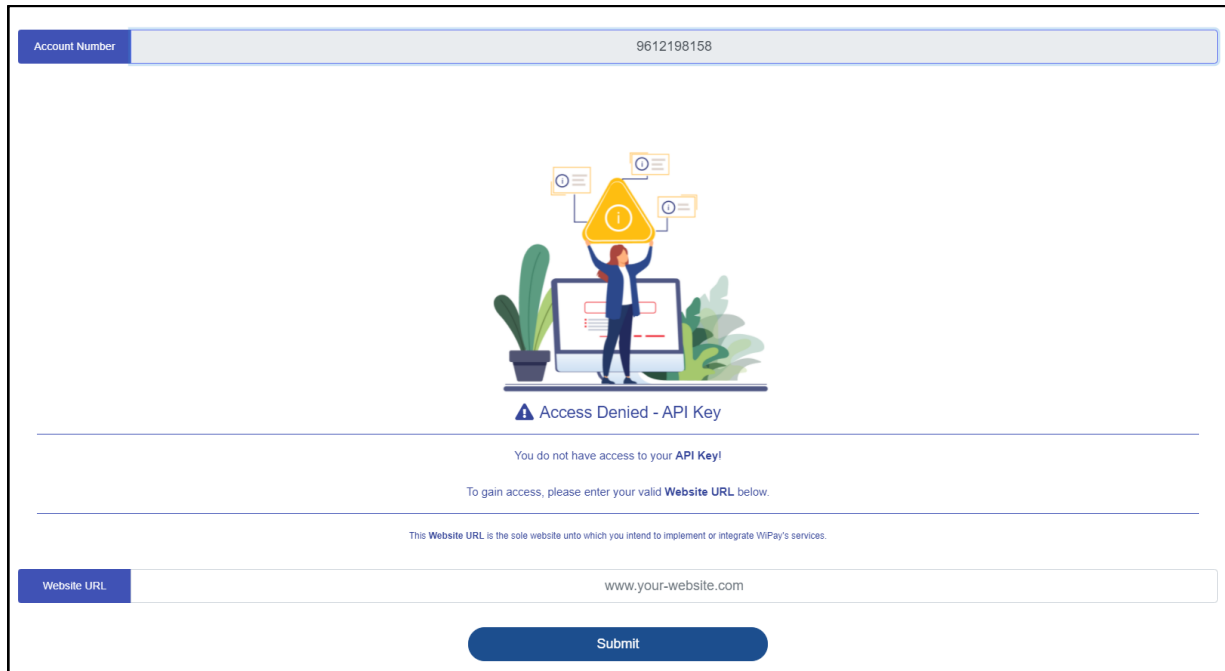 Account Number 9612198158
Access Denied - API Key
You do not have access to your API Key!
To gain access, please enter your valid Website URL below.
This Website URL is the sole website unto which you intend to implement or integrate WiPay's services.
Website URL www.your-website.com
Submit